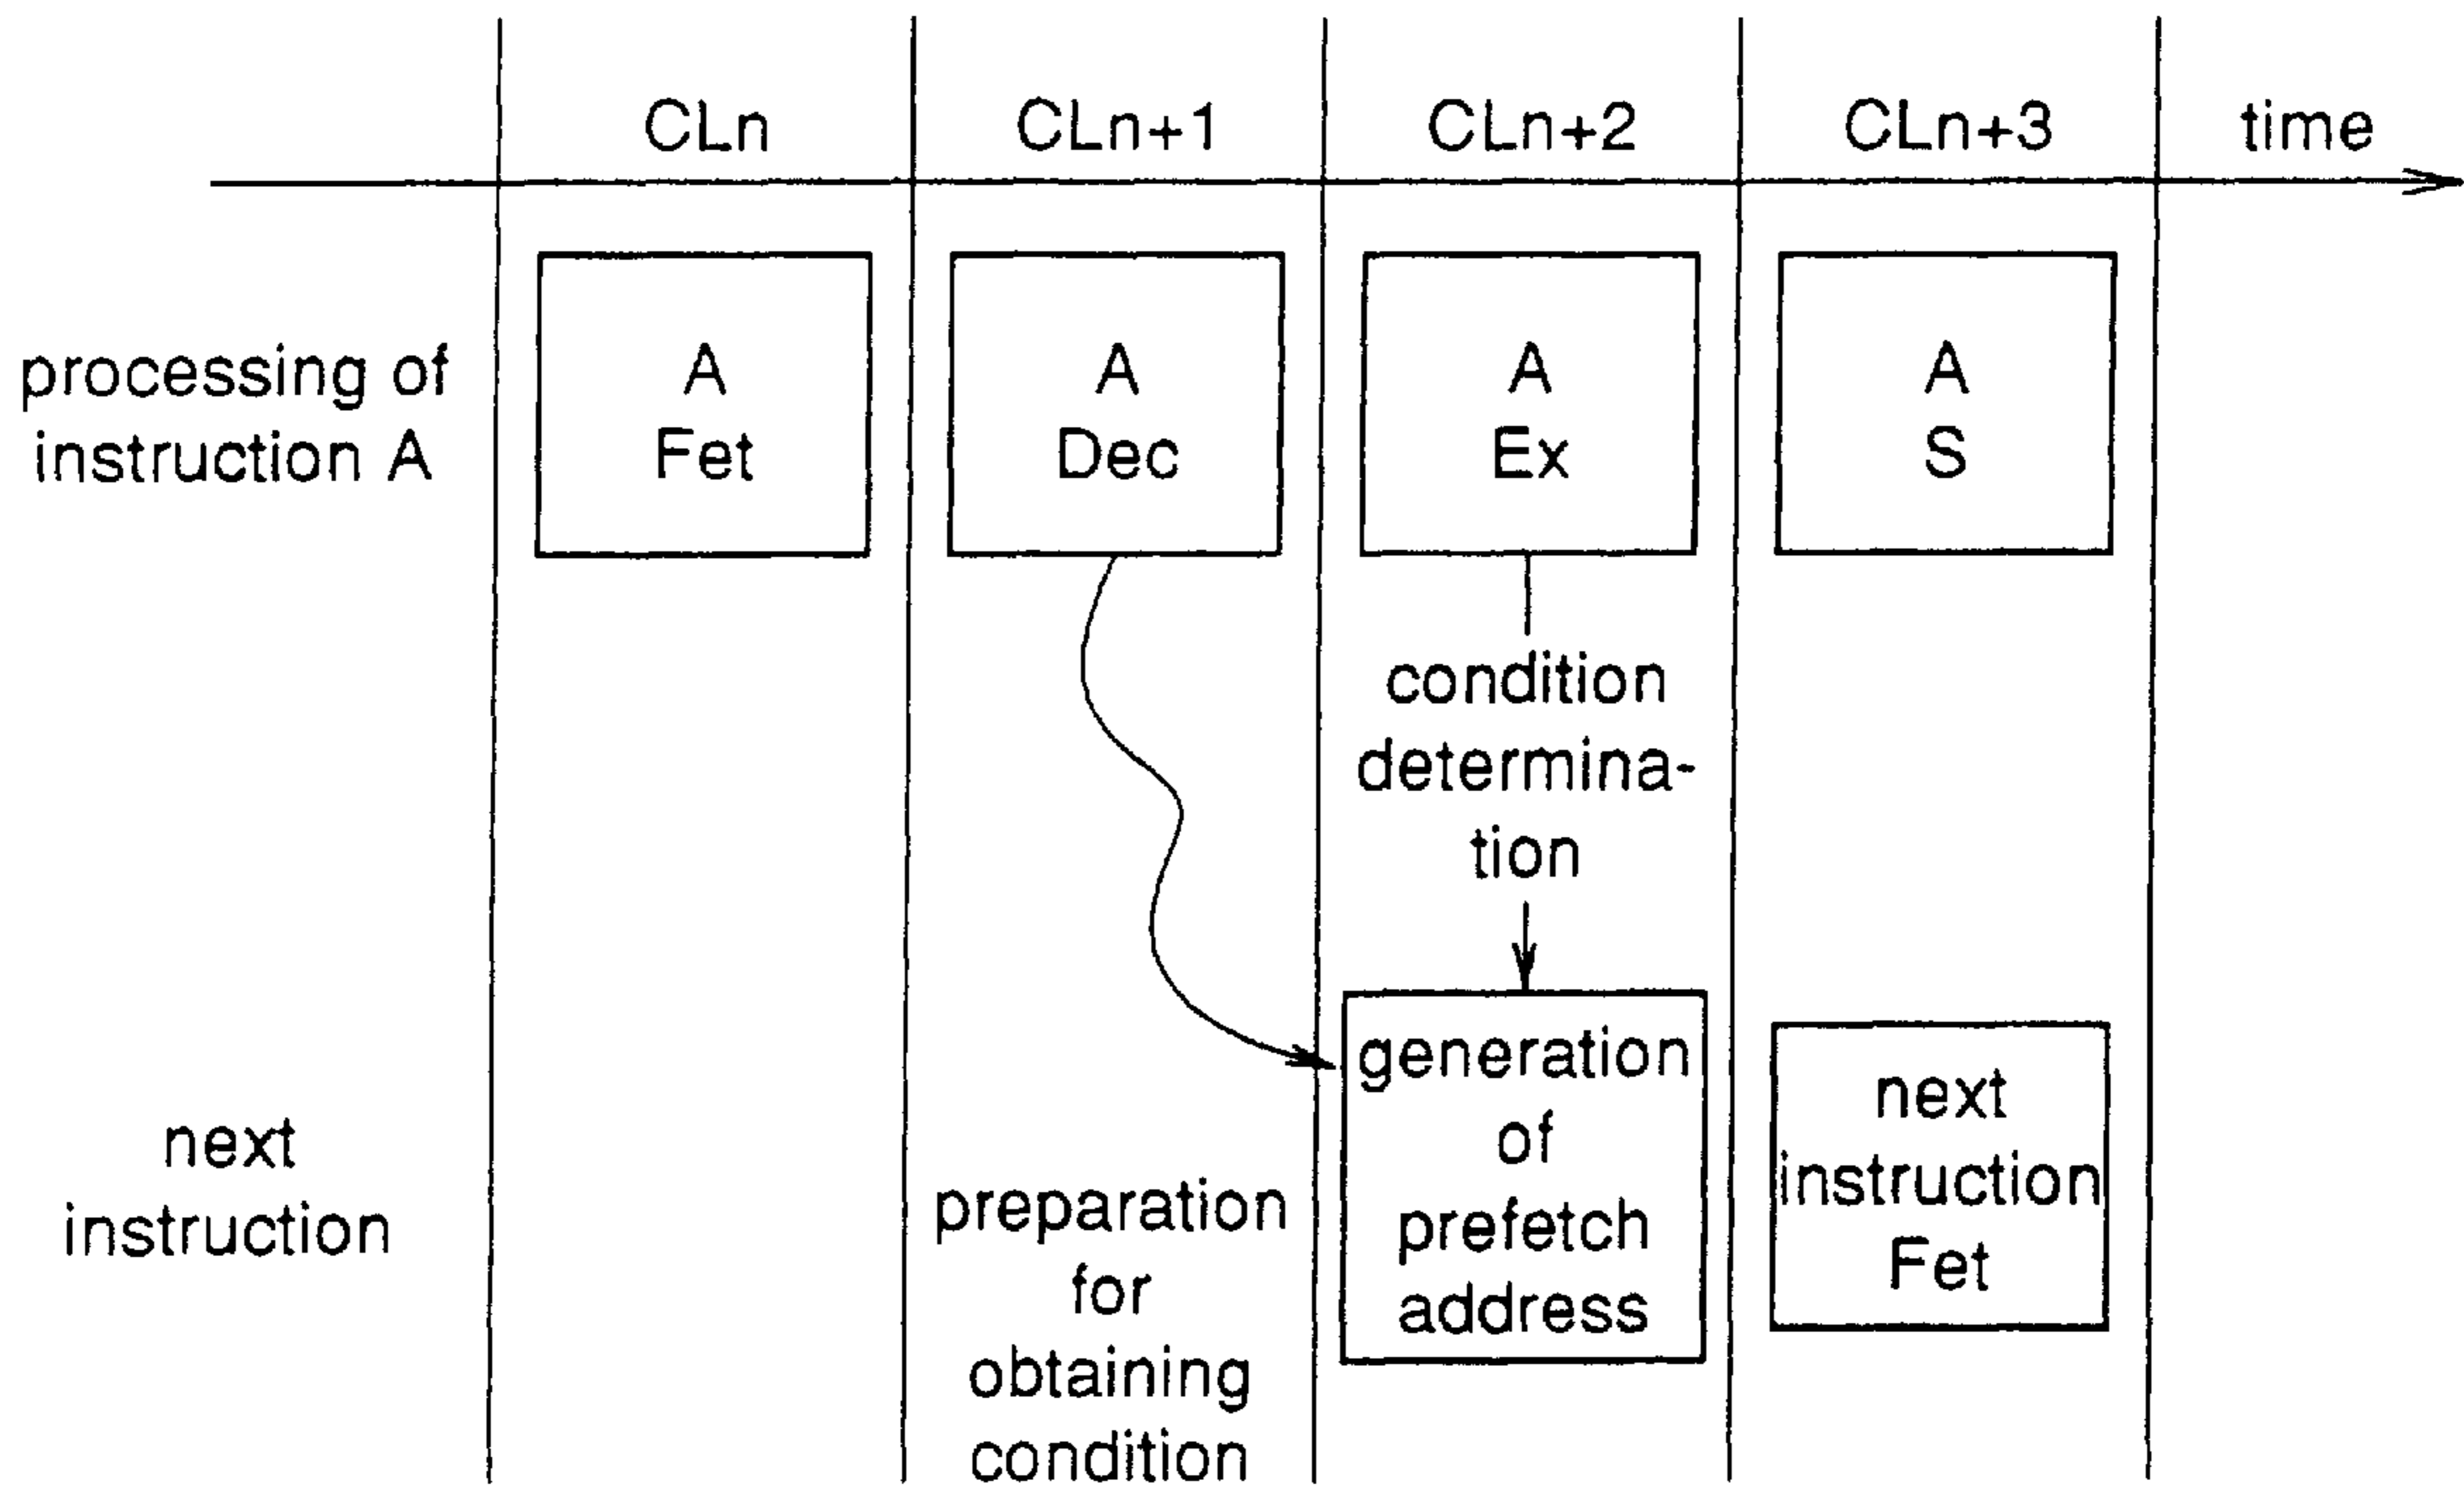 CLn CLn+1 CLn+2 CLn+3 time
processing of
instruction A
A
Fet
A
Dec
A
Ex
A
S
condition
determina-
tion
next
instruction
preparation
for
obtaining
condition
generation
of
prefetch
address
next
instruction
Fet